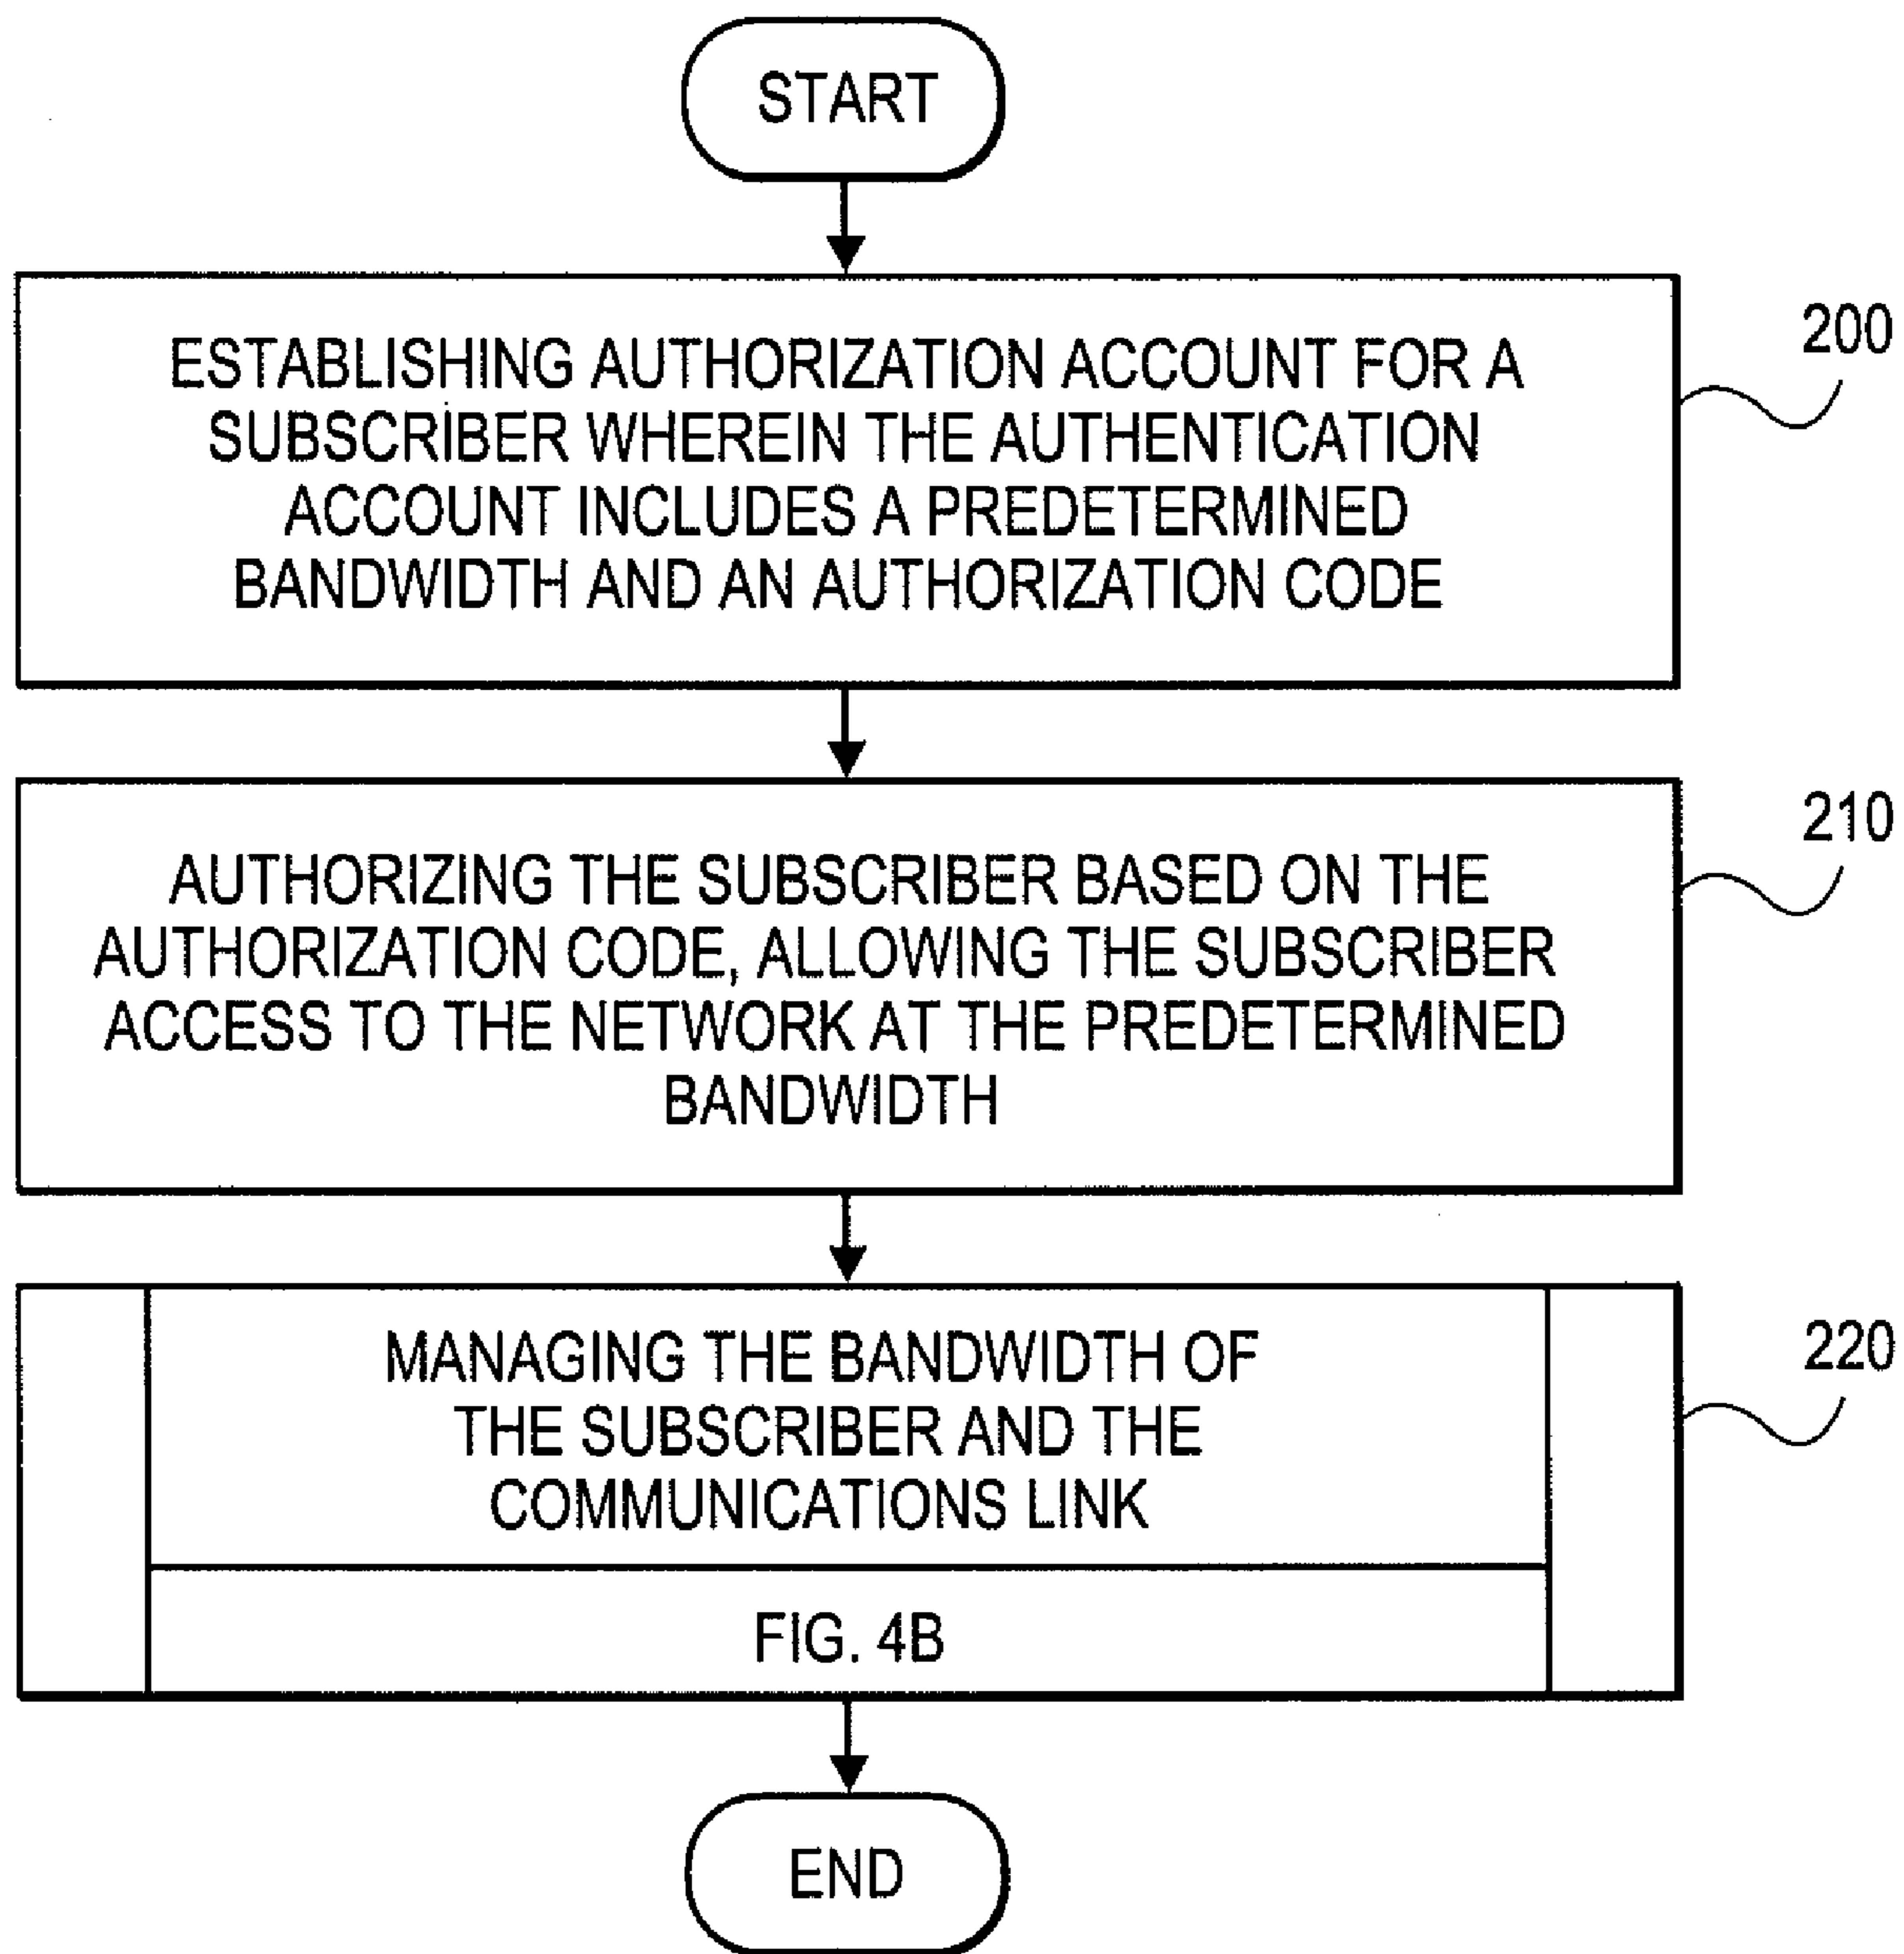 START
ESTABLISHING AUTHORIZATION ACCOUNT FOR A
SUBSCRIBER WHEREIN THE AUTHENTICATION
ACCOUNT INCLUDES A PREDETERMINED
BANDWIDTH AND AN AUTHORIZATION CODE
200
AUTHORIZING THE SUBSCRIBER BASED ON THE
AUTHORIZATION CODE, ALLOWING THE SUBSCRIBER
ACCESS TO THE NETWORK AT THE PREDETERMINED
BANDWIDTH
210
MANAGING THE BANDWIDTH OF
THE SUBSCRIBER AND THE
COMMUNICATIONS LINK
220
FIG. 4B
END